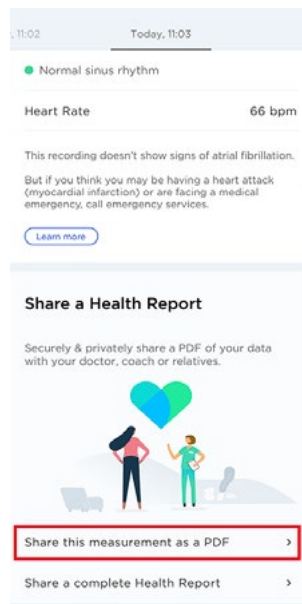 , 11:02
Today, 11:03
Normal sinus rhythm
Heart Rate
66 bpm
This recording doesn't show signs of atrial fibrillation.
But if you think you may be having a heart attack
(myocardial infarction) or are facing a medical
emergency, call emergency services.
Learn more
Share a Health Report
Securely & privately share a PDF of your data
with your doctor, coach or relatives.
Share this measurement as a PDF
Share a complete Health Report